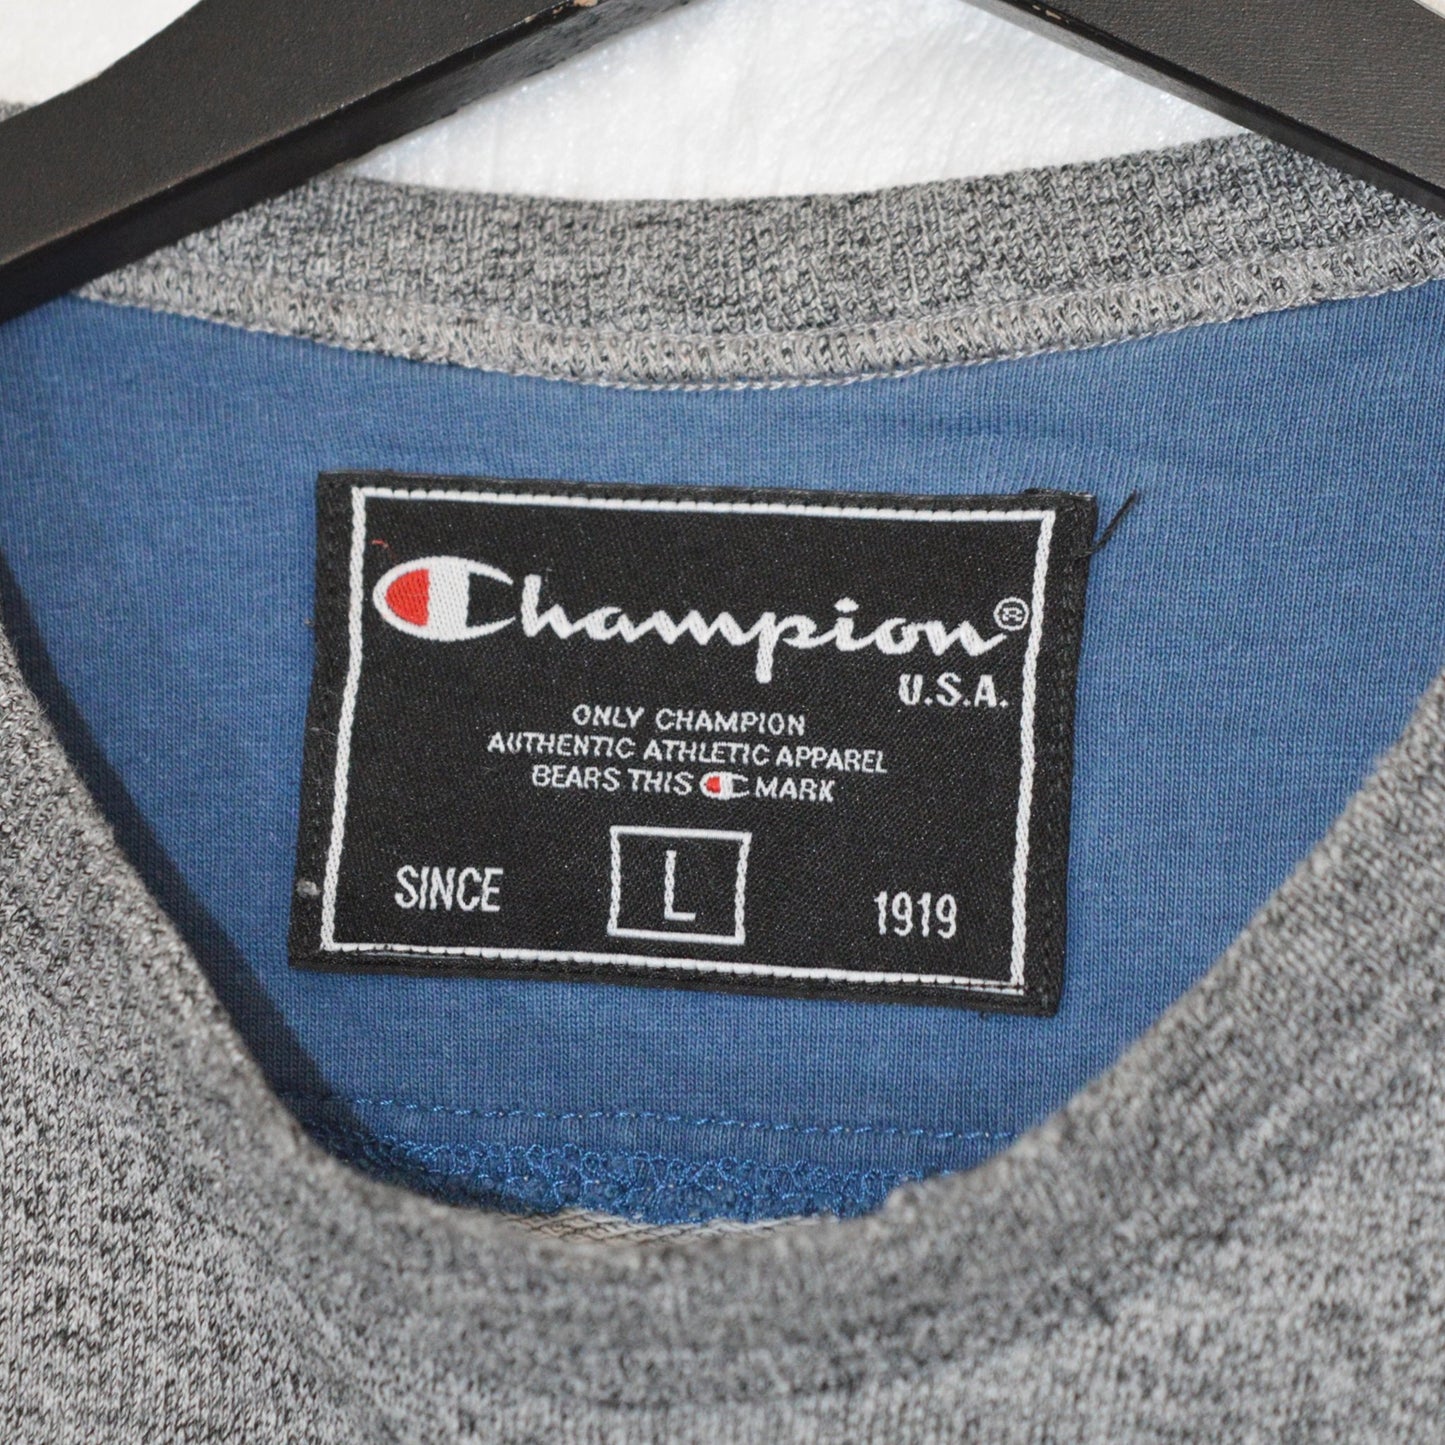 Champion®
U.S.A.
ONLY CHAMPION
AUTHENTIC ATHLETIC APPAREL
BEARS THIS C MARK
SINCE L 1919